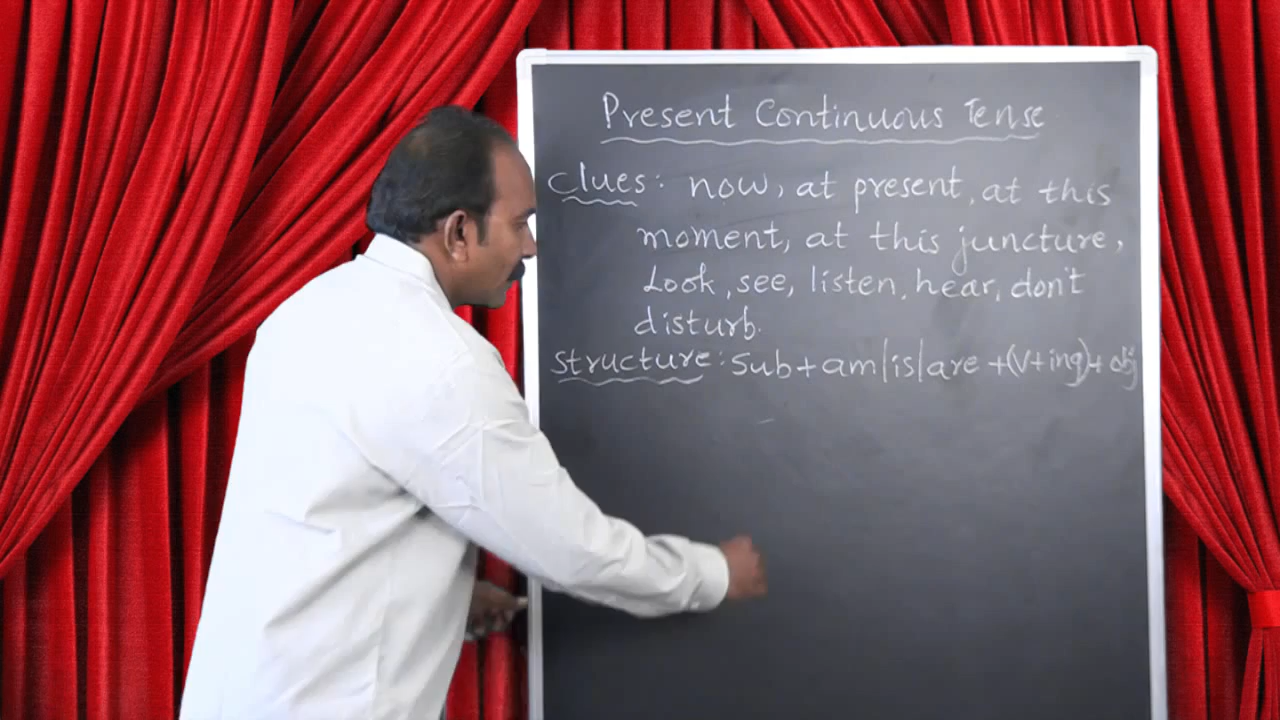 Present Continuous Tense
Clues: now, at present, at this
moment, at this juncture,
Look, see, listen, hear, don't
disturb.
Structure: Sub+am|is|are +(V+ing)+ obj